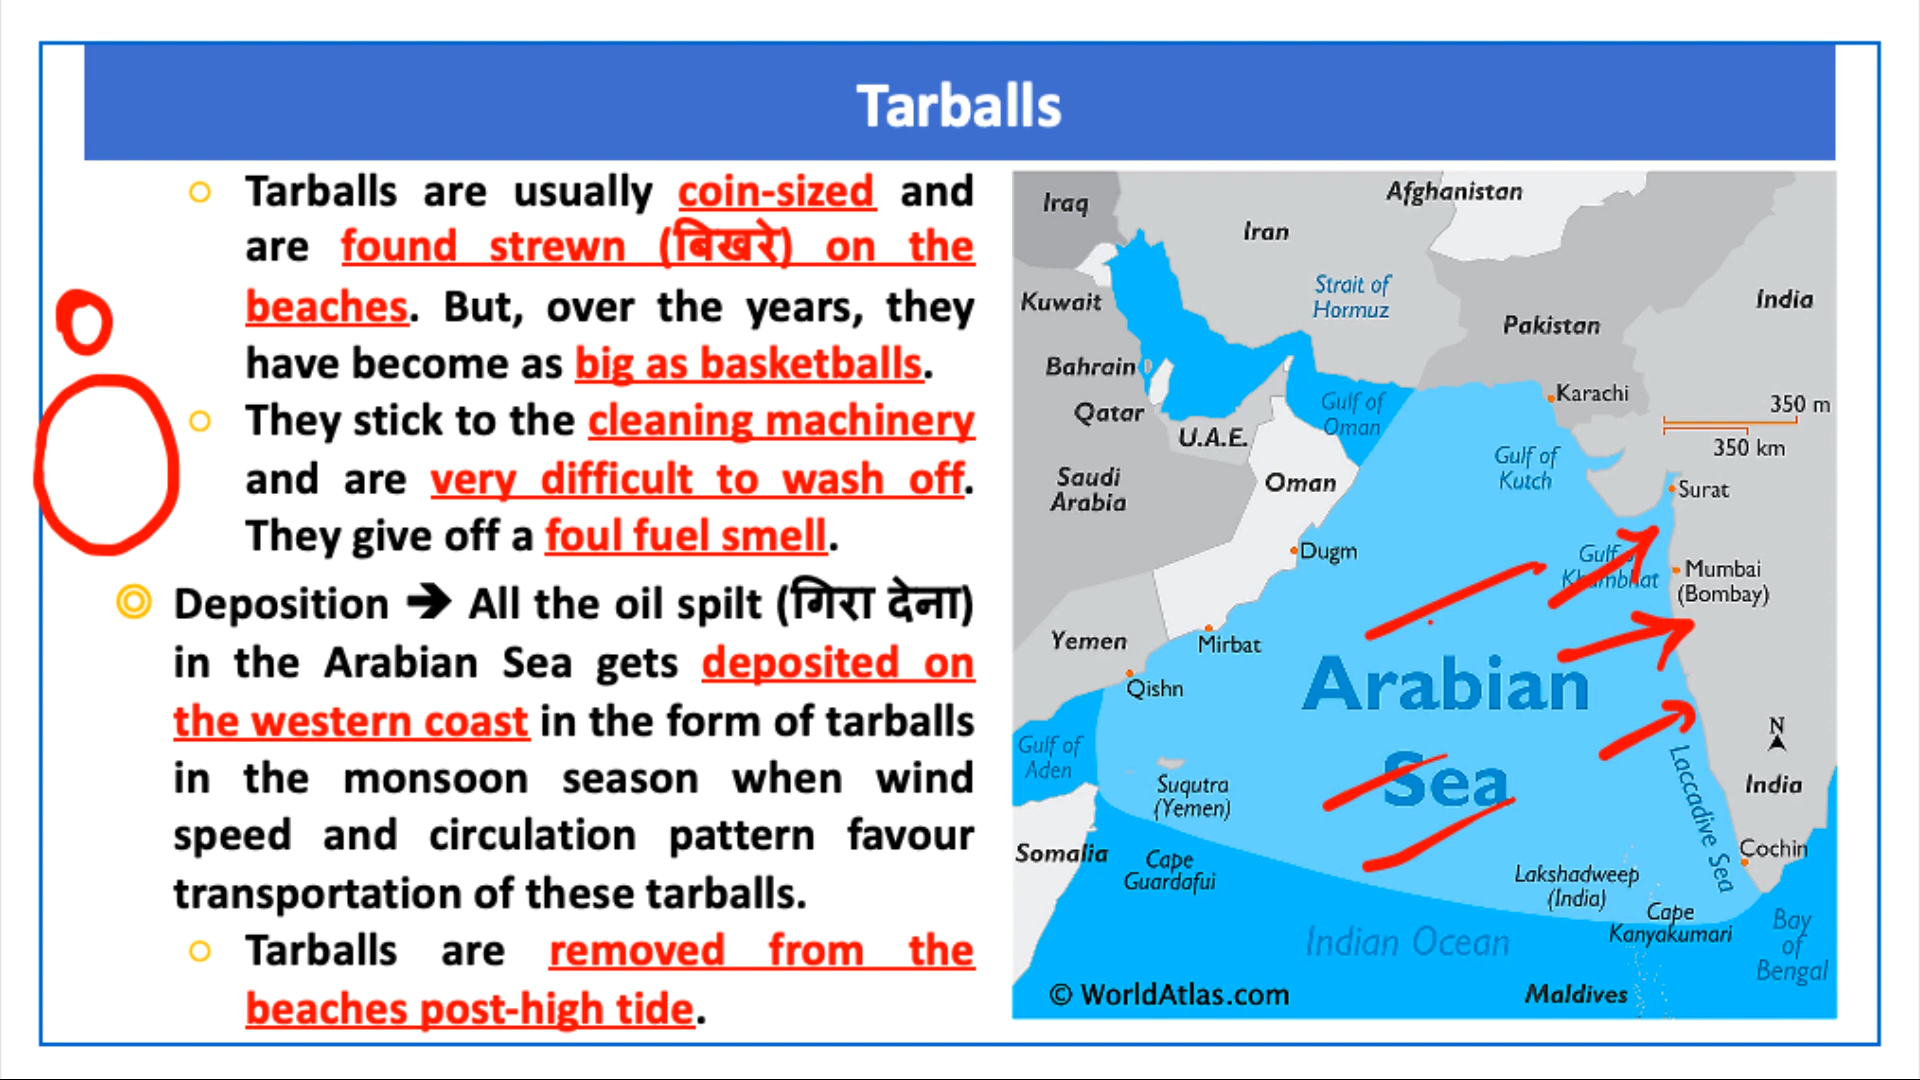 Tarballs
Tarballs are usually coin-sized and
are found strewn (बिखरे) on the
beaches. But, over the years, they
have become as big as basketballs.
They stick to the cleaning machinery
and are very difficult to wash off.
They give off a foul fuel smell.
Deposition ➔ All the oil spilt (गिरा देना)
in the Arabian Sea gets deposited on
the western coast in the form of tarballs
in the monsoon season when wind
speed and circulation pattern favour
transportation of these tarballs.
Tarballs are removed from the
beaches post-high tide.
Iraq
Afghanistan
Iran
Strait of
Hormuz
Kuwait
India
Pakistan
Bahrain
Karachi
350 m
Qatar
Gulf of
Oman
U.A.E.
350 km
Gulf of
Kutch
Saudi
Arabia
Oman
Surat
Dugm
Gulf of
Khambhat
Mumbai
(Bombay)
Yemen
Mirbat
Qishn
Arabian
Sea
N
Gulf of
Aden
Suqutra
(Yemen)
Laccadive Sea
India
Somalia
Cape
Guardafui
Cochin
Lakshadweep
(India)
Cape
Kanyakumari
Bay
of
Bengal
Indian Ocean
© WorldAtlas.com
Maldives